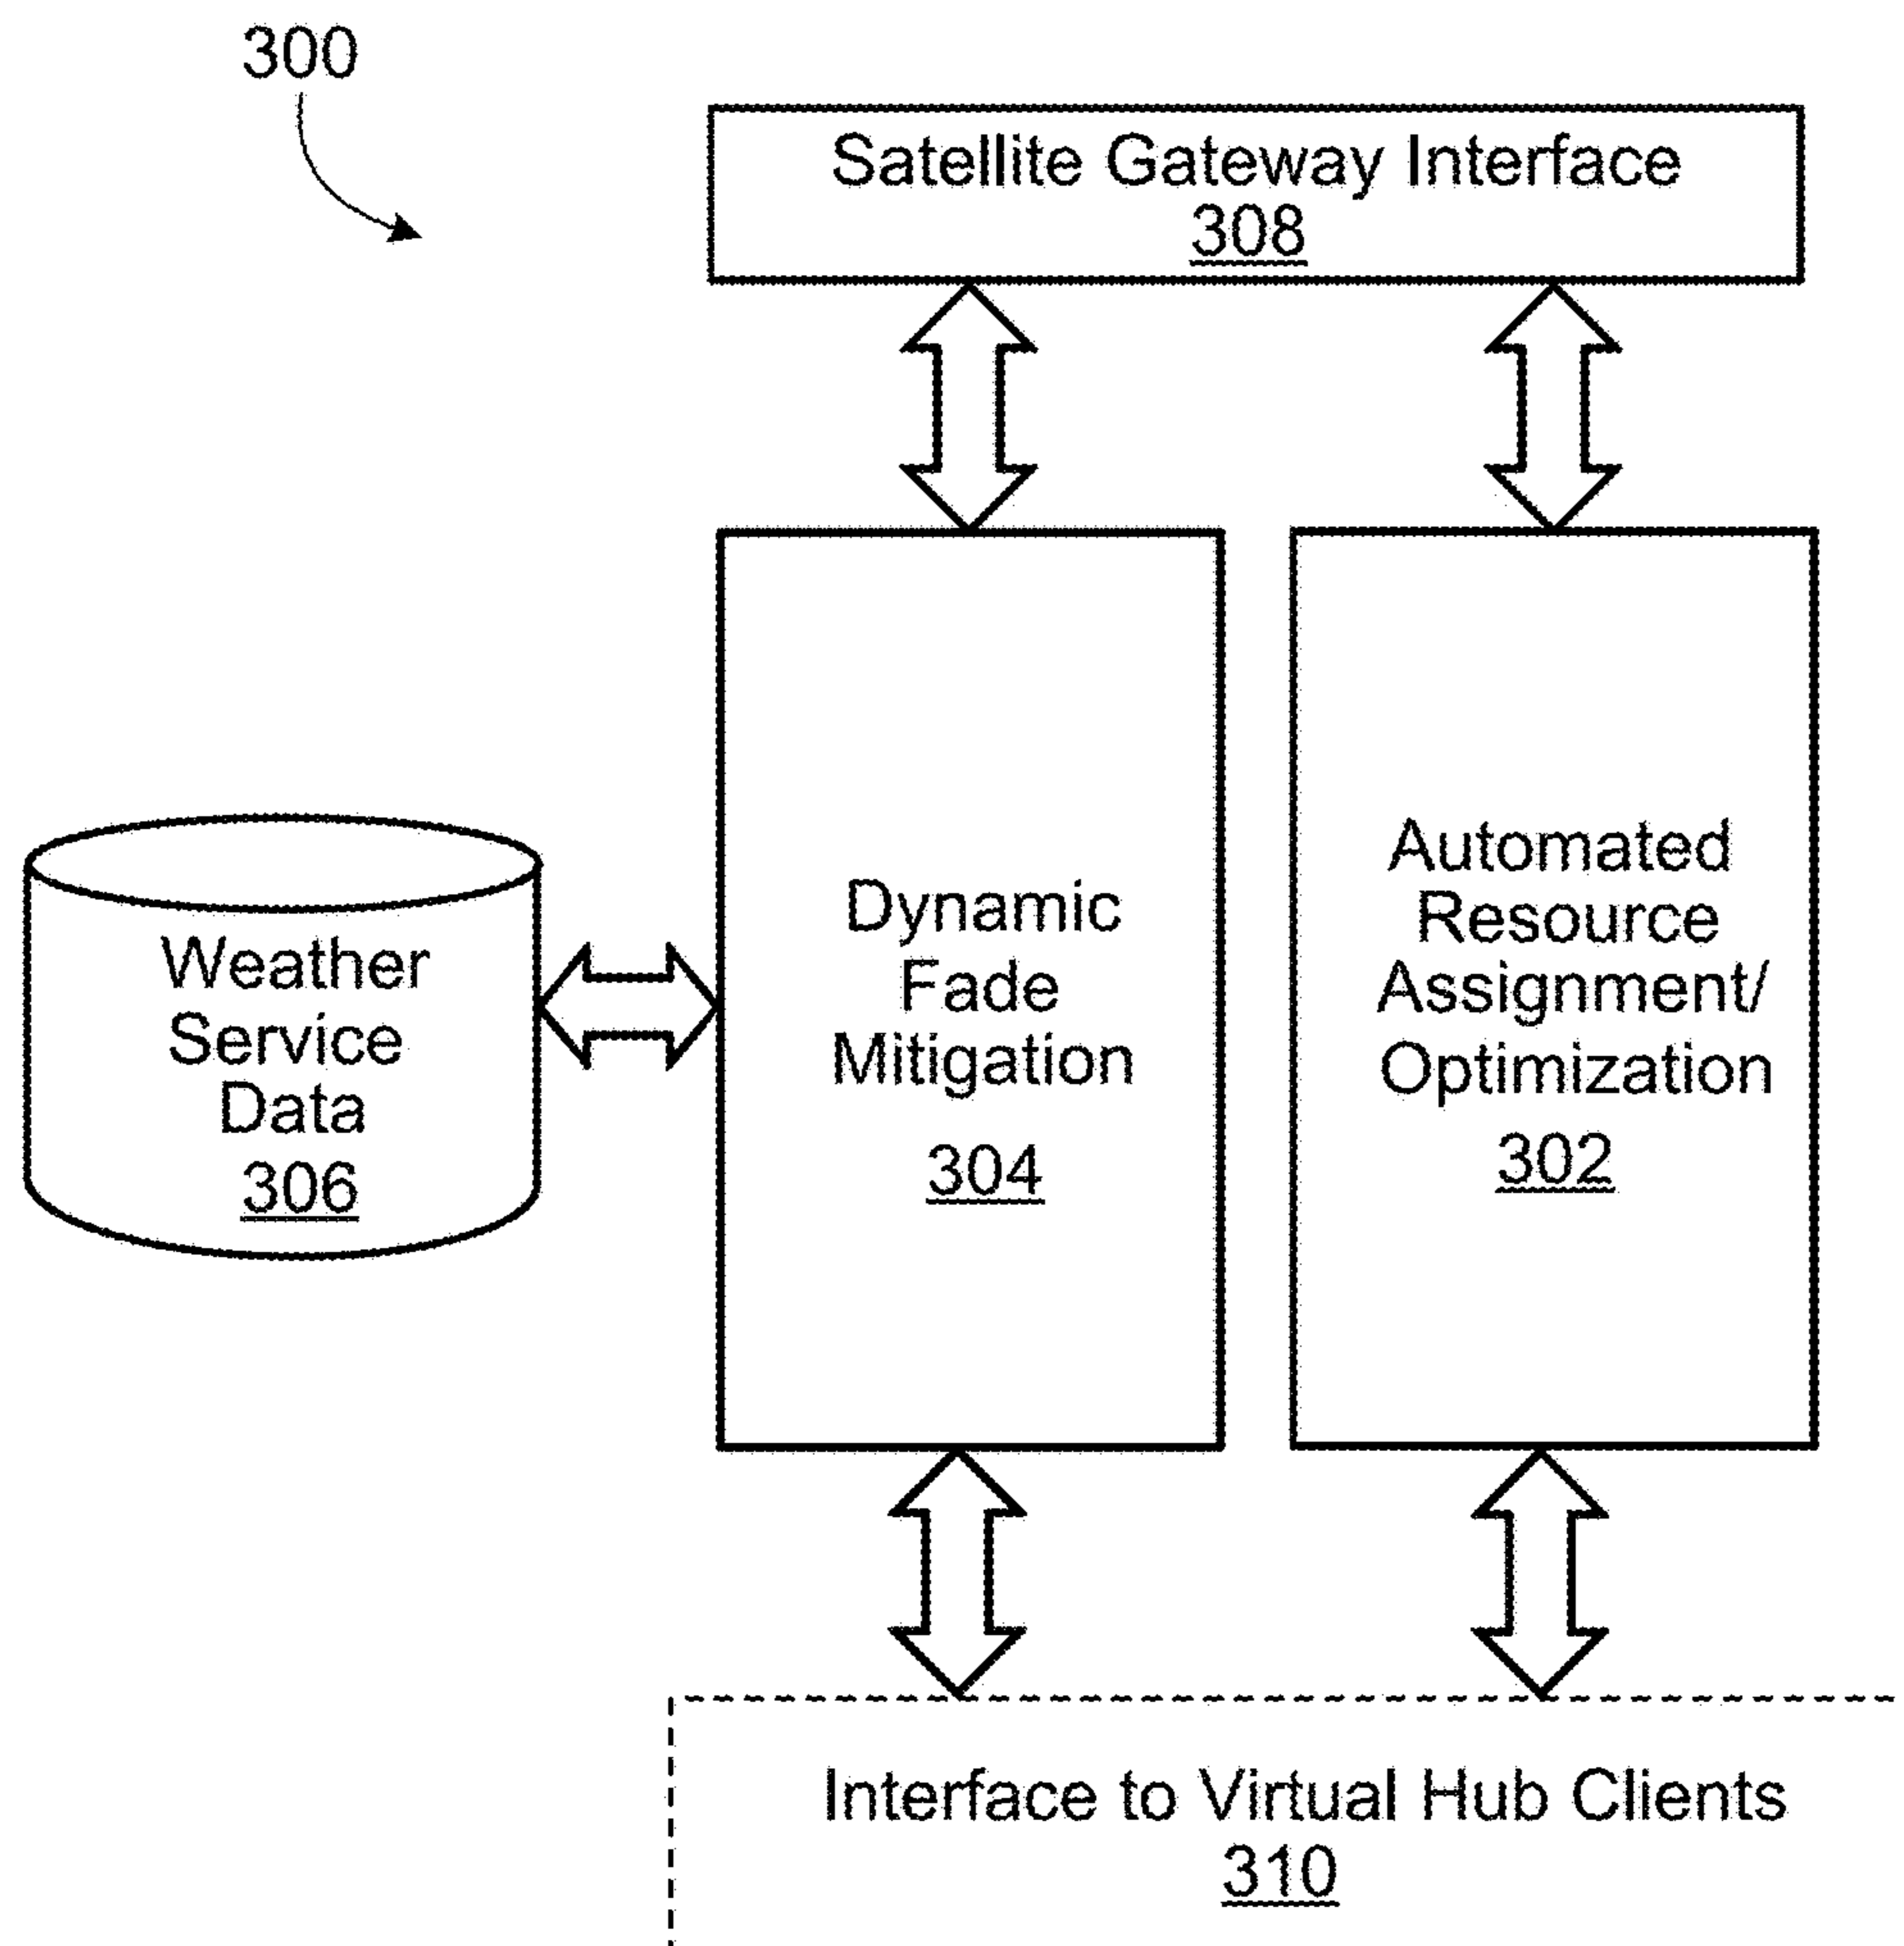 300
Satellite Gateway Interface
308
Weather
Service
Data
306
Dynamic
Fade
Mitigation
304
Automated
Resource
Assignment/
Optimization
302
Interface to Virtual Hub Clients
310